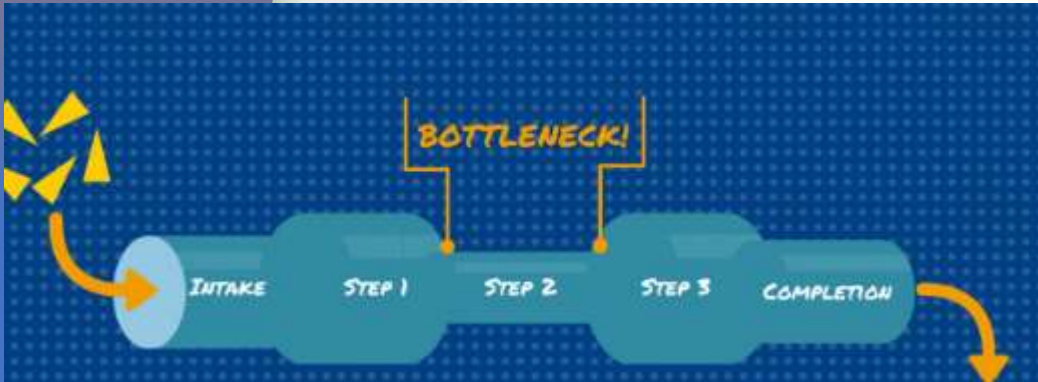 BOTTLENECK!
INTAKE
STEP 1
STEP 2
STEP 3
COMPLETION